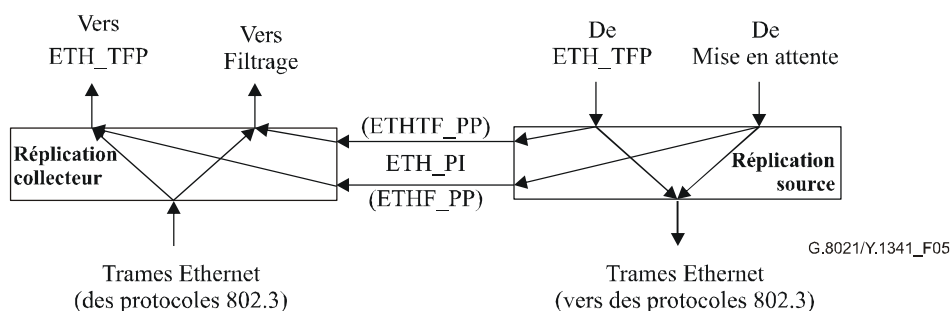 Vers
ETH_TFP
Vers
Filtrage
De
ETH_TFP
De
Mise en attente
(ETHTF_PP)
ETH_PI
(ETHF_PP)
Réplication
collecteur
Réplication
source
G.8021/Y.1341_F05
Trames Ethernet
(des protocoles 802.3)
Trames Ethernet
(vers des protocoles 802.3)